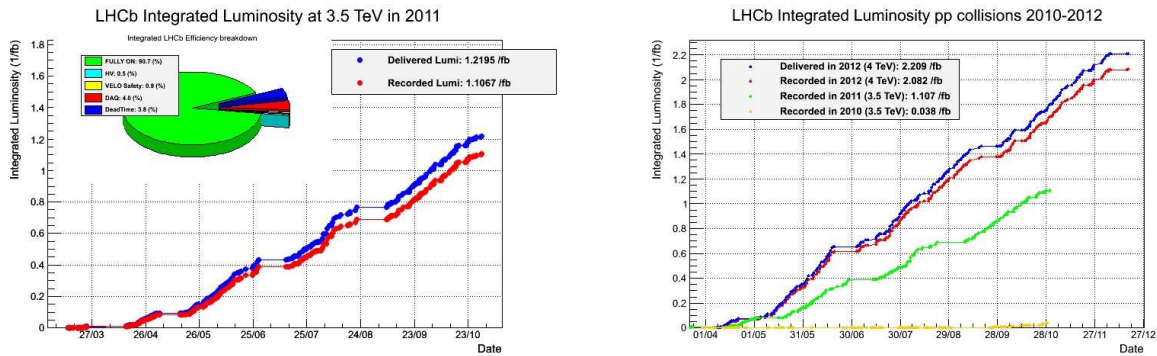 LHCb Integrated Luminosity at 3.5 TeV in 2011
Integrated Luminosity (1/fb)
1.8
1.6
1.4
1.2
1
0.8
0.6
0.4
0.2
0
Integrated LHCb Efficiency breakdown
FULLY ON: 90.7 (%)
HV: 0.5 (%)
VELO Safety: 0.9 (%)
DAQ: 4.0 (%)
DeadTime: 3.8 (%)
Delivered Lumi: 1.2195 /fb
Recorded Lumi: 1.1067 /fb
27/03 26/04 26/05 25/06 25/07 24/08 23/09 23/10
Date
LHCb Integrated Luminosity pp collisions 2010-2012
Integrated Luminosity (1/fb)
2.2
2
1.8
1.6
1.4
1.2
1
0.8
0.6
0.4
0.2
0
Delivered in 2012 (4 TeV): 2.209 /fb
Recorded in 2012 (4 TeV): 2.082 /fb
Recorded in 2011 (3.5 TeV): 1.107 /fb
Recorded in 2010 (3.5 TeV): 0.038 /fb
01/04 01/05 31/05 30/06 30/07 29/08 28/09 28/10 27/11 27/12
Date